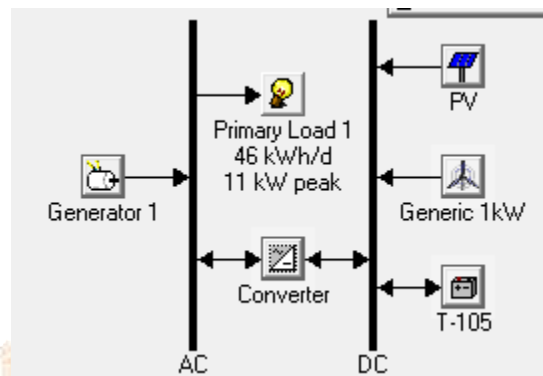 Primary Load 1
46 kWh/d
11 kW peak
Generator 1
Converter
PV
Generic 1kW
T-105
AC
DC